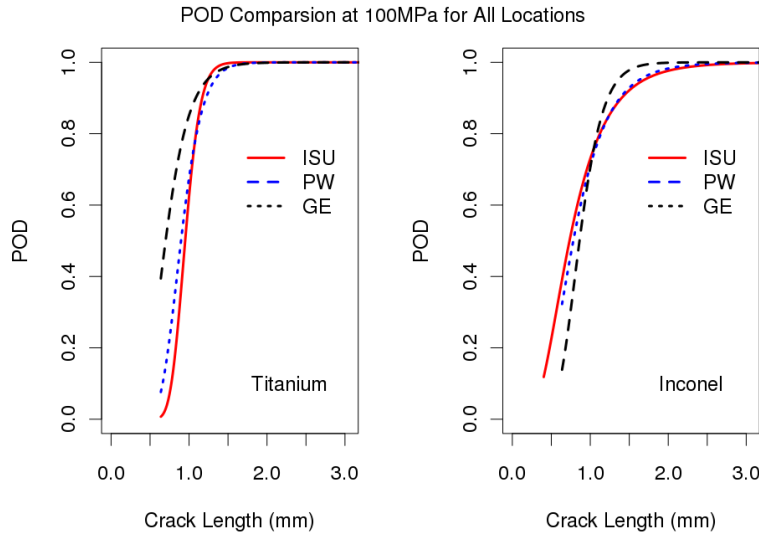 POD Comparsion at 100MPa for All Locations
POD
1.0
0.8
0.6
0.4
0.2
0.0
ISU
PW
GE
Titanium
0.0 1.0 2.0 3.0
Crack Length (mm)
POD
1.0
0.8
0.6
0.4
0.2
0.0
ISU
PW
GE
Inconel
0.0 1.0 2.0 3.0
Crack Length (mm)